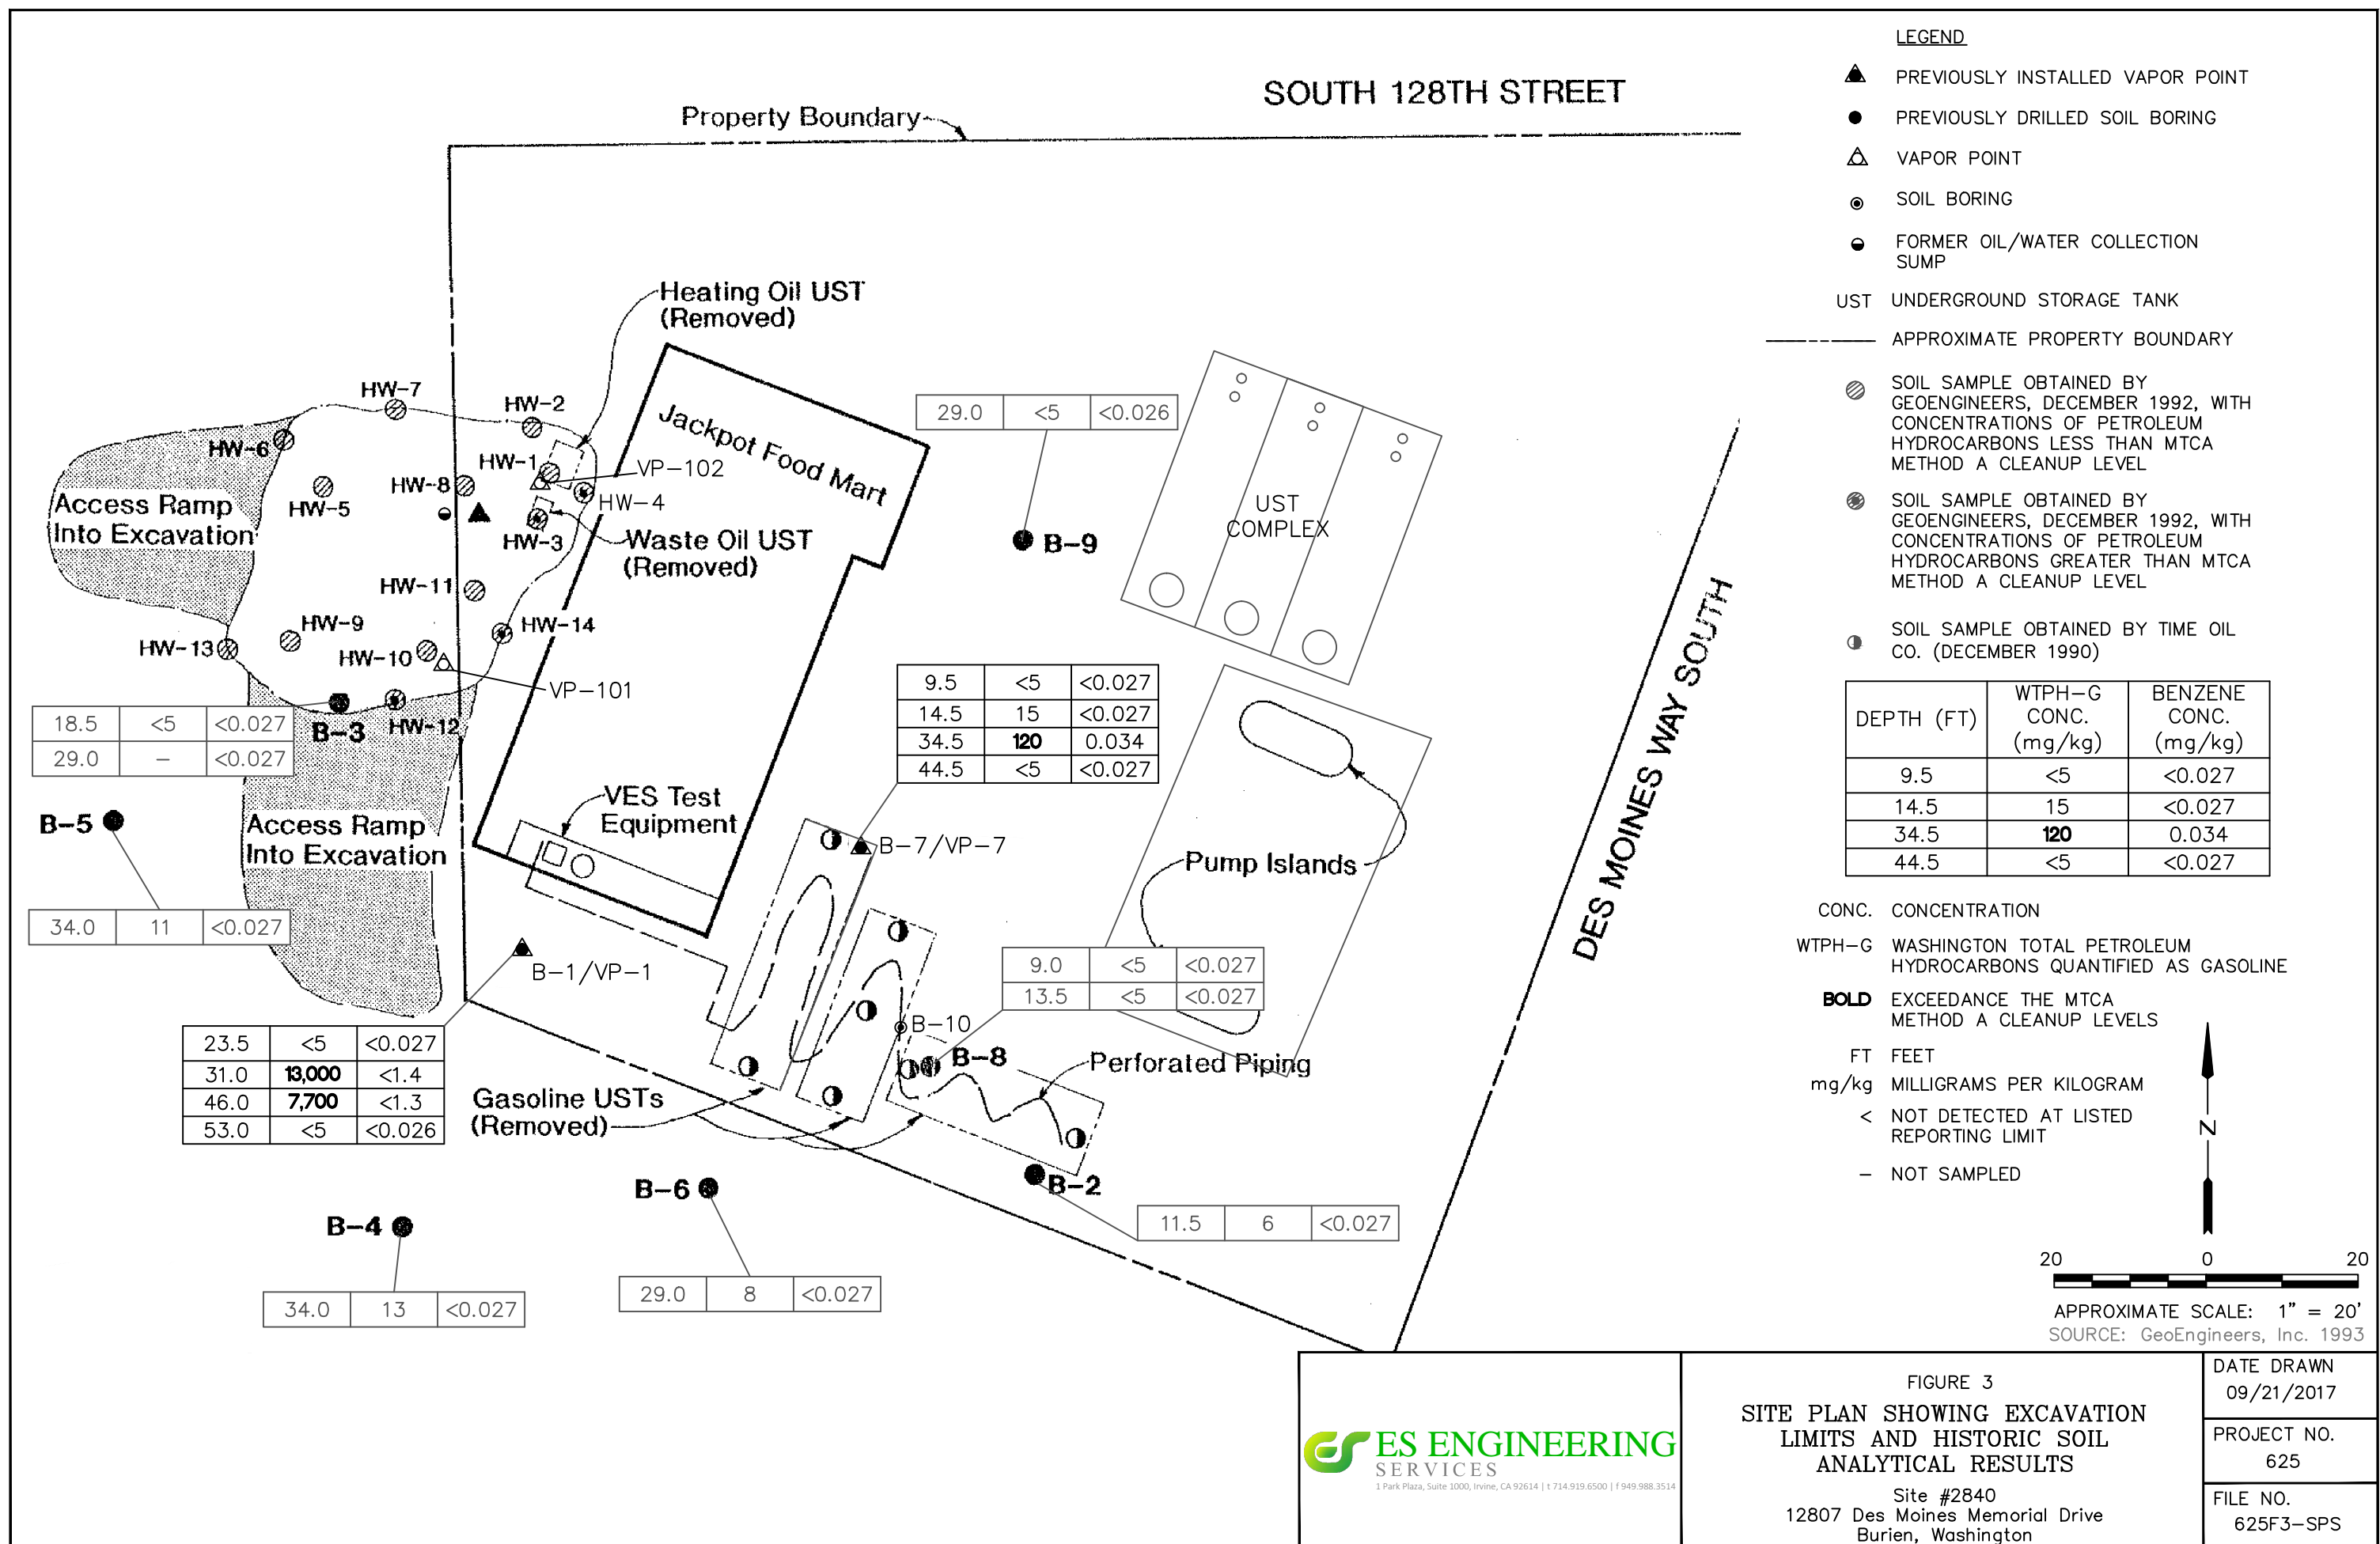 SOUTH 128TH STREET
Property Boundary
Heating Oil UST
(Removed)
HW-7
HW-2
HW-6
HW-1
VP-102
HW-8
HW-5
HW-4
HW-3
Access Ramp
Into Excavation
Waste Oil UST
(Removed)
Jackpot Food Mart
29.0 <5 <0.026
B-9
UST
COMPLEX
HW-11
HW-9
HW-14
HW-13
HW-10
VP-101
HW-12
B-3
18.5 <5 <0.027
29.0 – <0.027
9.5 <5 <0.027
14.5 15 <0.027
34.5 120 0.034
44.5 <5 <0.027
DES MOINES WAY SOUTH
B-5
Access Ramp
Into Excavation
VES Test
Equipment
B-7/VP-7
Pump Islands
34.0 11 <0.027
B-1/VP-1
9.0 <5 <0.027
13.5 <5 <0.027
B-10
B-8
Perforated Piping
23.5 <5 <0.027
31.0 13,000 <1.4
46.0 7,700 <1.3
53.0 <5 <0.026
Gasoline USTs
(Removed)
B-6
B-2
B-4
11.5 6 <0.027
29.0 8 <0.027
34.0 13 <0.027
LEGEND
PREVIOUSLY INSTALLED VAPOR POINT
PREVIOUSLY DRILLED SOIL BORING
VAPOR POINT
SOIL BORING
FORMER OIL/WATER COLLECTION
SUMP
UST UNDERGROUND STORAGE TANK
APPROXIMATE PROPERTY BOUNDARY
SOIL SAMPLE OBTAINED BY
GEOENGINEERS, DECEMBER 1992, WITH
CONCENTRATIONS OF PETROLEUM
HYDROCARBONS LESS THAN MTCA
METHOD A CLEANUP LEVEL
SOIL SAMPLE OBTAINED BY
GEOENGINEERS, DECEMBER 1992, WITH
CONCENTRATIONS OF PETROLEUM
HYDROCARBONS GREATER THAN MTCA
METHOD A CLEANUP LEVEL
SOIL SAMPLE OBTAINED BY TIME OIL
CO. (DECEMBER 1990)
DEPTH (FT) WTPH-G CONC. (mg/kg) BENZENE CONC. (mg/kg)
9.5 <5 <0.027
14.5 15 <0.027
34.5 120 0.034
44.5 <5 <0.027
CONC. CONCENTRATION
WTPH-G WASHINGTON TOTAL PETROLEUM
HYDROCARBONS QUANTIFIED AS GASOLINE
BOLD EXCEEDANCE THE MTCA
METHOD A CLEANUP LEVELS
FT FEET
mg/kg MILLIGRAMS PER KILOGRAM
< NOT DETECTED AT LISTED
REPORTING LIMIT
– NOT SAMPLED
N
20 0 20
APPROXIMATE SCALE: 1" = 20'
SOURCE: GeoEngineers, Inc. 1993
ES ENGINEERING
SERVICES
1 Park Plaza, Suite 1000, Irvine, CA 92614 | t 714.919.6500 | f 949.988.3514
FIGURE 3
SITE PLAN SHOWING EXCAVATION
LIMITS AND HISTORIC SOIL
ANALYTICAL RESULTS
Site #2840
12807 Des Moines Memorial Drive
Burien, Washington
DATE DRAWN
09/21/2017
PROJECT NO.
625
FILE NO.
625F3-SPS